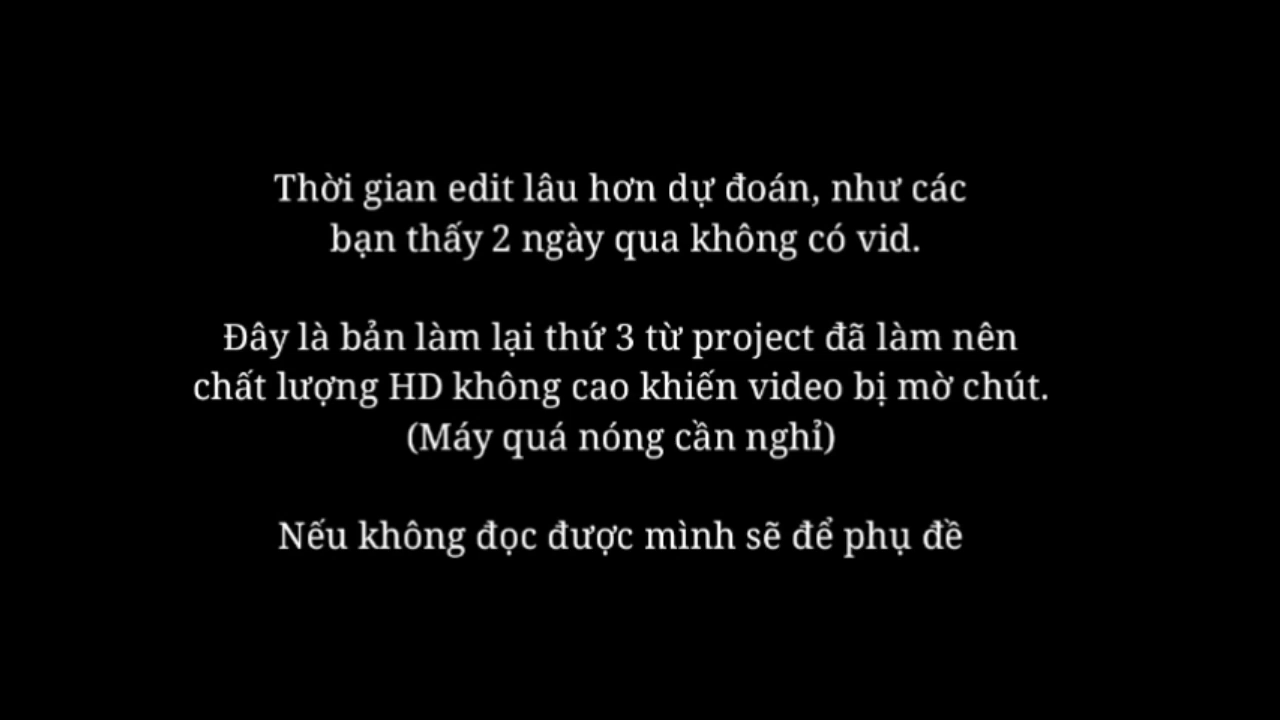 Thời gian edit lâu hơn dự đoán, như các
bạn thấy 2 ngày qua không có vid.
Đây là bản làm lại thứ 3 từ project đã làm nên
chất lượng HD không cao khiến video bị mờ chút.
(Máy quá nóng cần nghỉ)
Nếu không đọc được mình sẽ để phụ đề